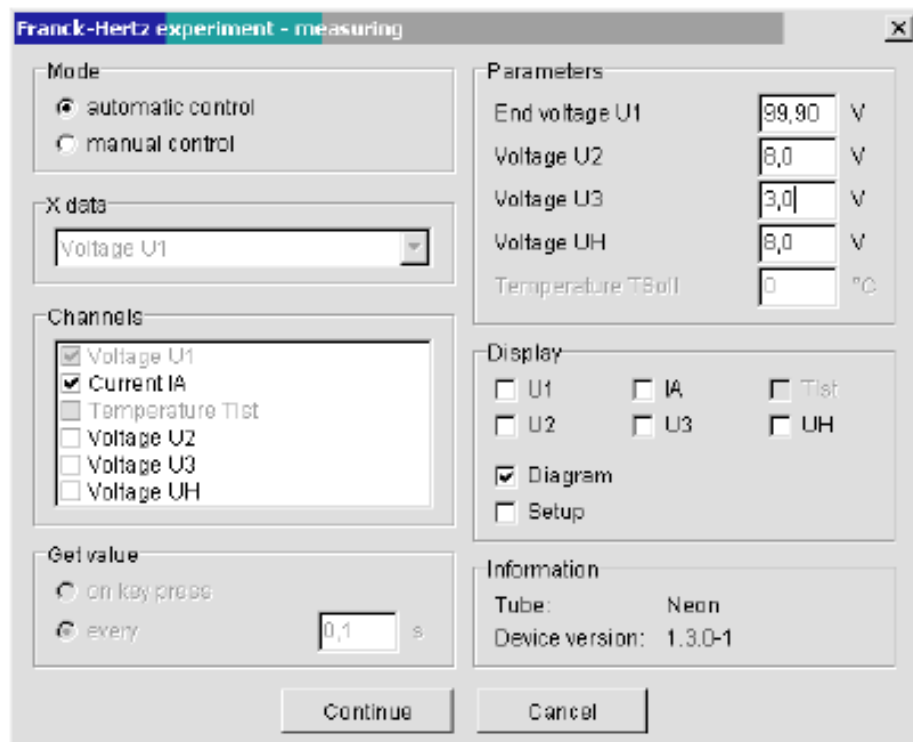 Franck-Hertz experiment - measuring
Mode
automatic control
manual control
X data
Voltage U1
Channels
Voltage U1
Current IA
Temperature TIst
Voltage U2
Voltage U3
Voltage UH
Get value
on key press
every 0,1 s
Parameters
End voltage U1 99,90 V
Voltage U2 8,0 V
Voltage U3 3,0 V
Voltage UH 8,0 V
Temperature TSoll 0 °C
Display
U1 IA TIst
U2 U3 UH
Diagram
Setup
Information
Tube: Neon
Device version: 1.3.0-1
Continue Cancel